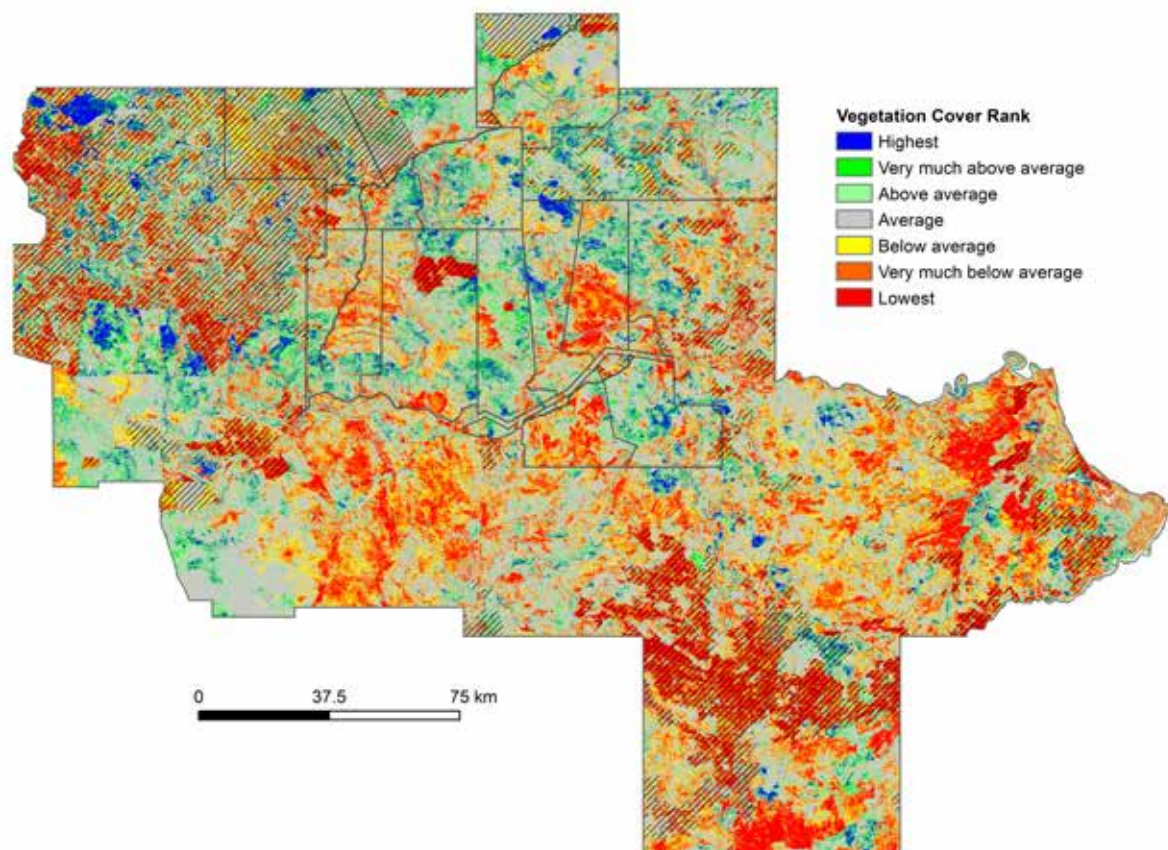 Vegetation Cover Rank
Highest
Very much above average
Above average
Average
Below average
Very much below average
Lowest
0 37.5 75 km